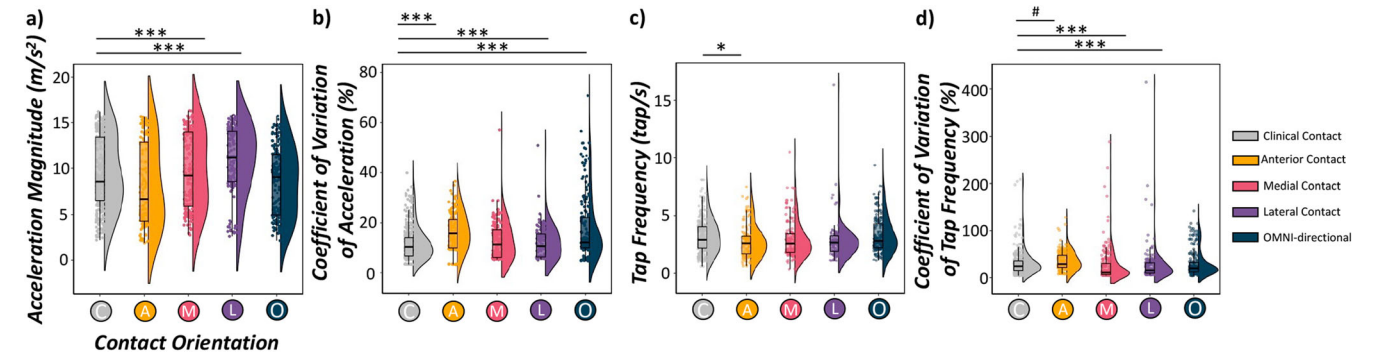 a)
Acceleration Magnitude (m/s²)
***
***
20
15
10
5
0
C A M L O
Contact Orientation
b)
Coefficient of Variation
of Acceleration (%)
***
***
***
80
60
40
20
0
C A M L O
c)
Tap Frequency (tap/s)
*
15
10
5
0
C A M L O
d)
Coefficient of Variation
of Tap Frequency (%)
#
***
***
400
300
200
100
0
C A M L O
Clinical Contact
Anterior Contact
Medial Contact
Lateral Contact
OMNI-directional